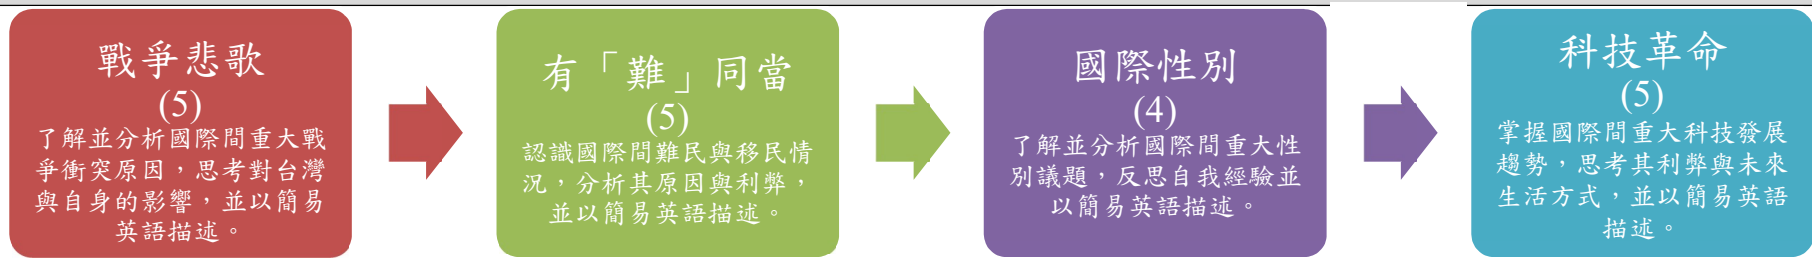 戰爭悲歌
(5)
了解並分析國際間重大戰
爭衝突原因，思考對台灣
與自身的影響，並以簡易
英語描述。
有「難」同當
(5)
認識國際間難民與移民情
況，分析其原因與利弊，
並以簡易英語描述。
國際性別
(4)
了解並分析國際間重大性
別議題，反思自我經驗並
以簡易英語描述。
科技革命
(5)
掌握國際間重大科技發展
趨勢，思考其利弊與未來
生活方式，並以簡易英語
描述。